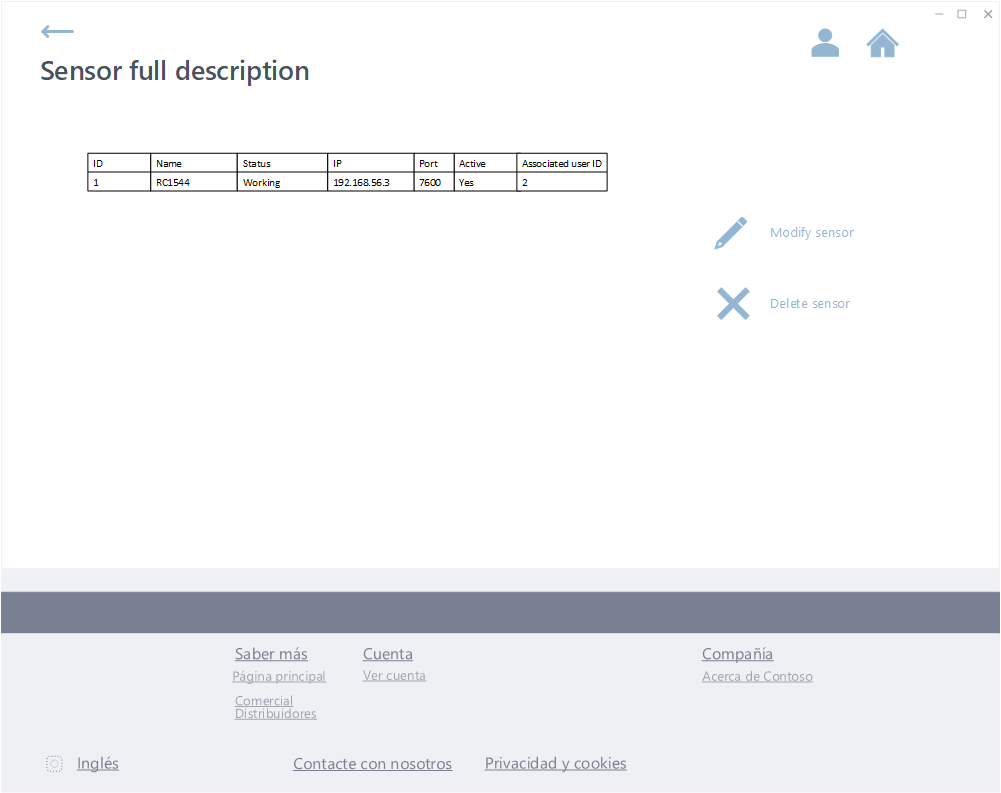 Sensor full description
ID Name Status IP Port Active Associated user ID
1 RC1544 Working 192.168.56.3 7600 Yes 2
Modify sensor
Delete sensor
Saber más Cuenta Compañía
Página principal Ver cuenta Acerca de Contoso
Comercial
Distribuidores
Inglés Contacte con nosotros Privacidad y cookies